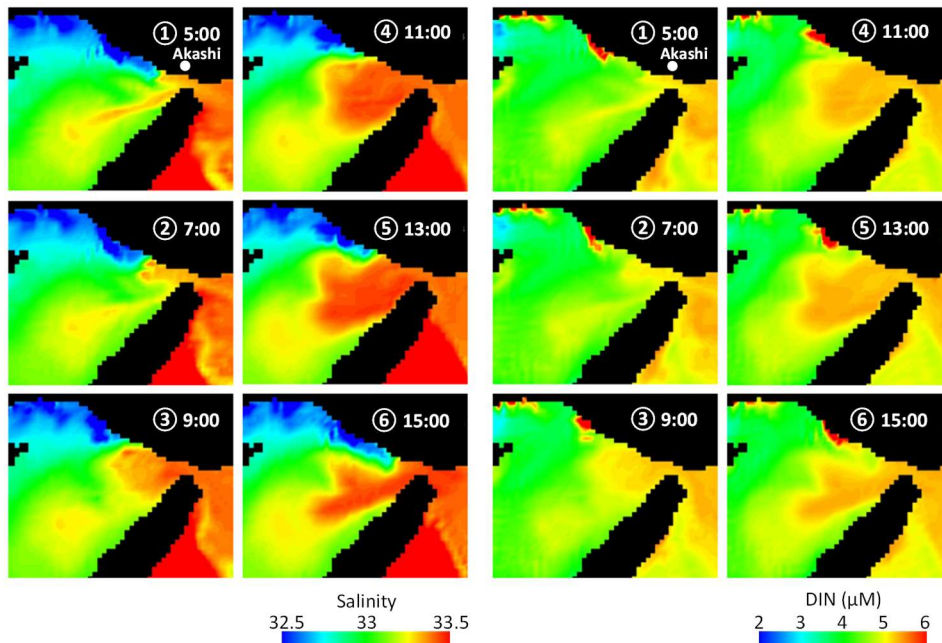 ① 5:00
Akashi
④ 11:00
① 5:00
Akashi
④ 11:00
② 7:00
⑤ 13:00
② 7:00
⑤ 13:00
③ 9:00
⑥ 15:00
③ 9:00
⑥ 15:00
Salinity
32.5 33 33.5
DIN (μM)
2 3 4 5 6